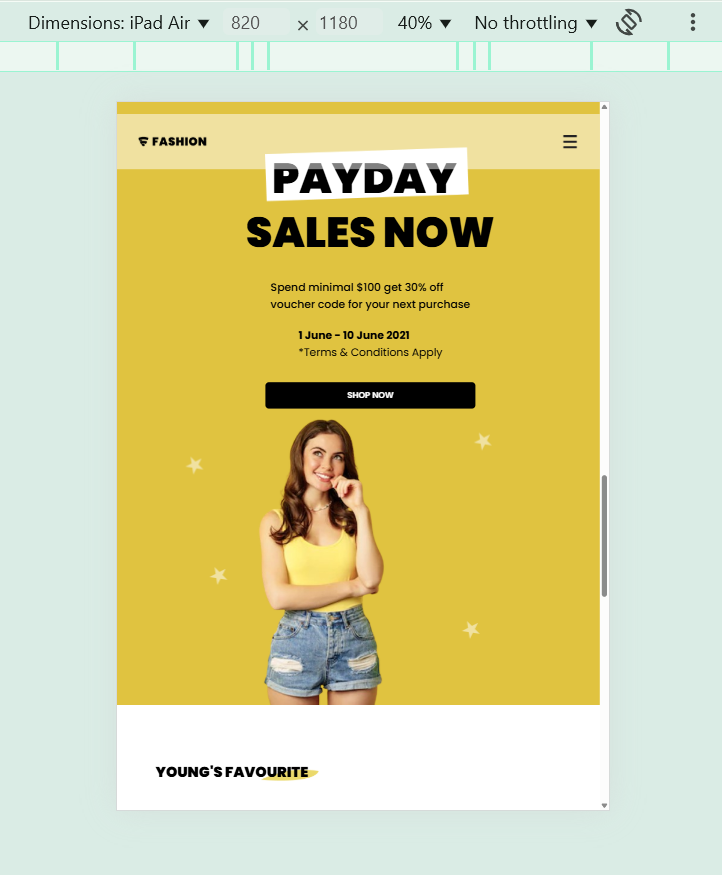 Dimensions: iPad Air 820 × 1180 40% No throttling
FASHION
PAYDAY
SALES NOW
Spend minimal $100 get 30% off
voucher code for your next purchase
1 June - 10 June 2021
*Terms & Conditions Apply
SHOP NOW
YOUNG'S FAVOURITE